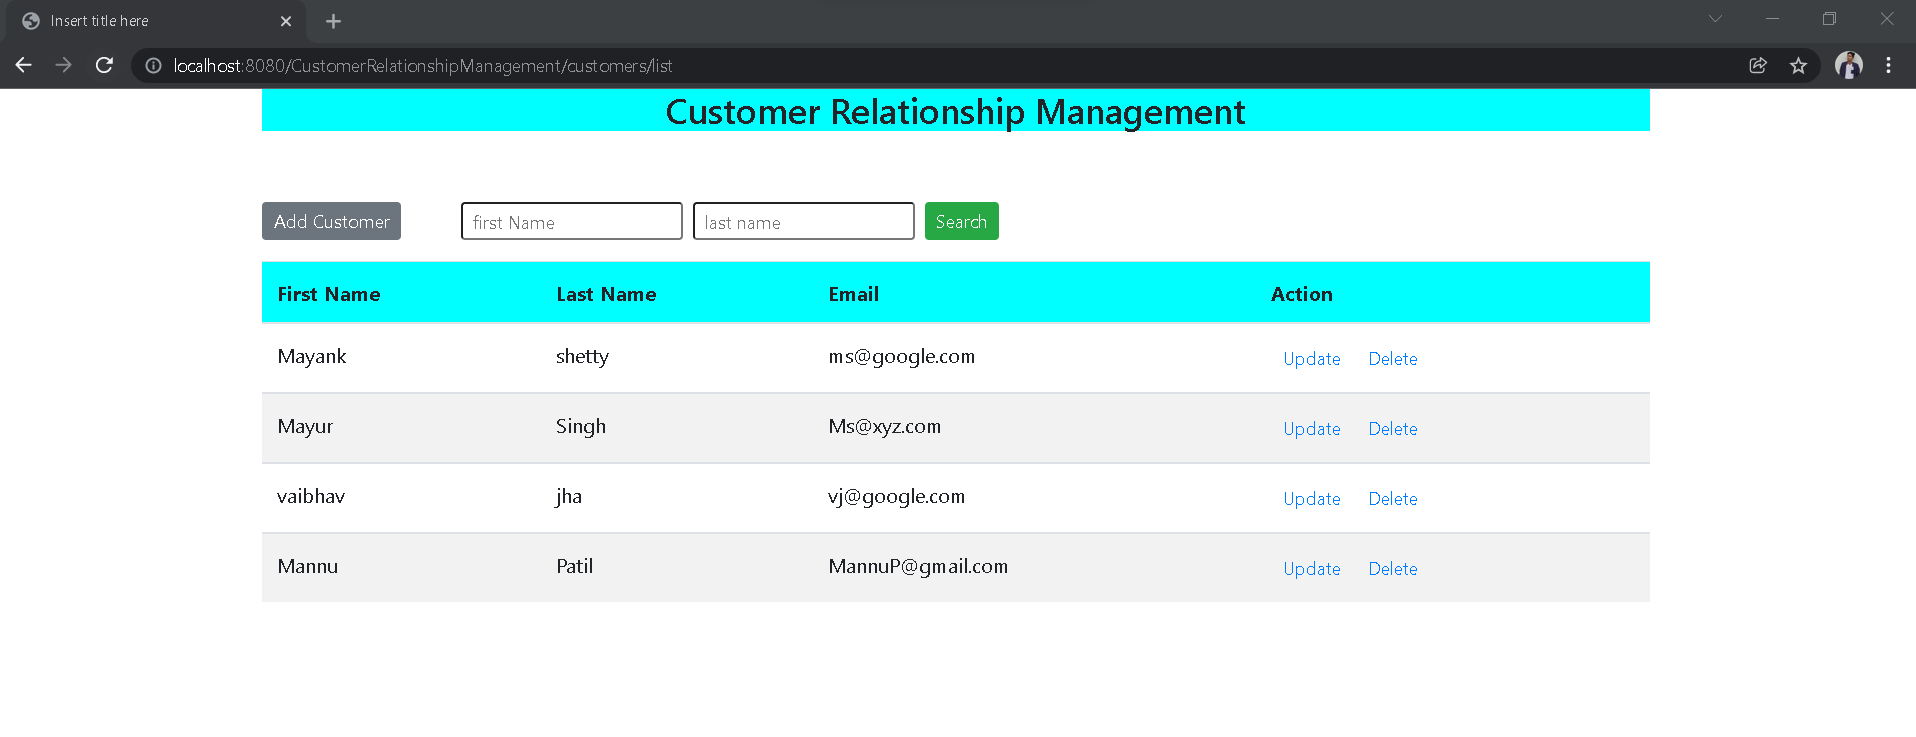 Insert title here
localhost:8080/CustomerRelationshipManagement/customers/list
Customer Relationship Management
Add Customer first Name last name Search
First Name Last Name Email Action
Mayank shetty ms@google.com Update Delete
Mayur Singh Ms@xyz.com Update Delete
vaibhav jha vj@google.com Update Delete
Mannu Patil MannuP@gmail.com Update Delete